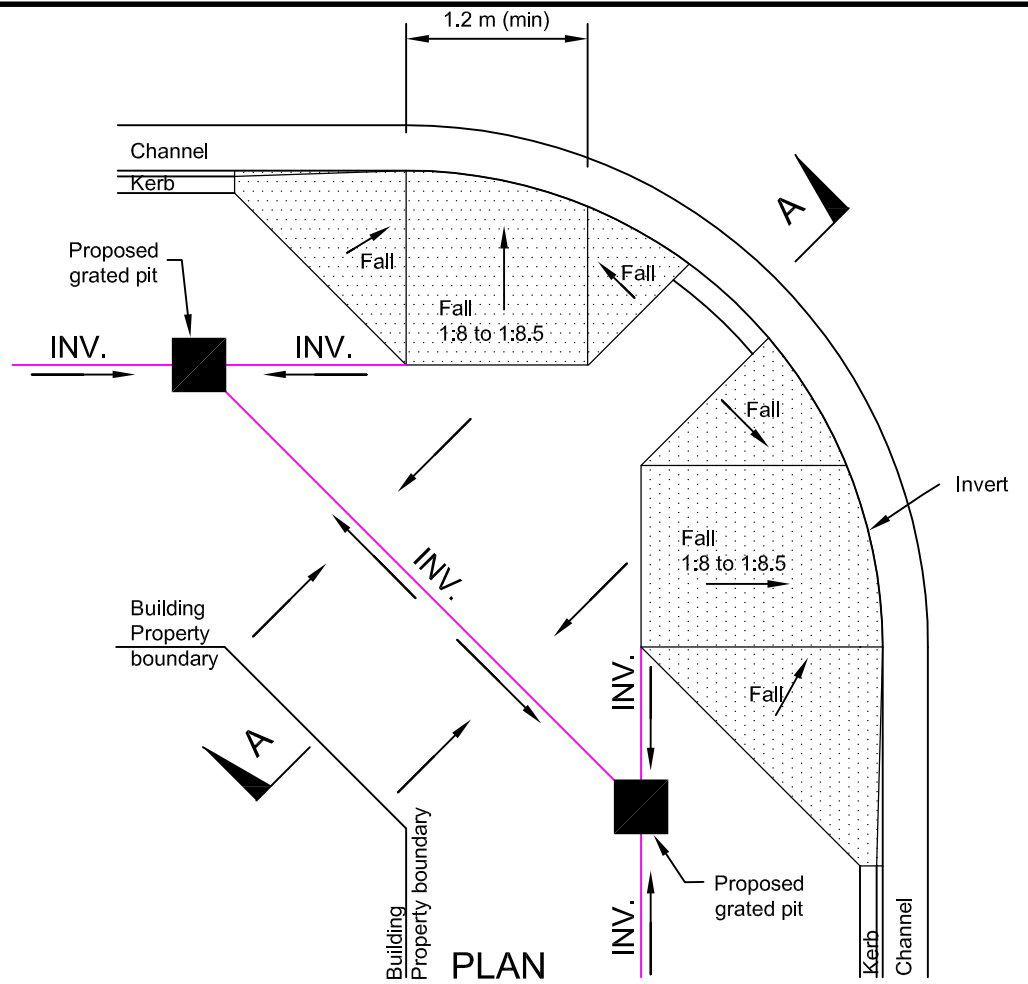 1.2 m (min)
Channel
Kerb
A
Proposed
grated pit
Fall
Fall
Fall
1:8 to 1:8.5
INV.
INV.
Fall
Invert
Fall
1:8 to 1:8.5
INV.
Building
Property
boundary
INV.
Fall
A
Building
Property boundary
Proposed
grated pit
INV.
Kerb
Channel
PLAN